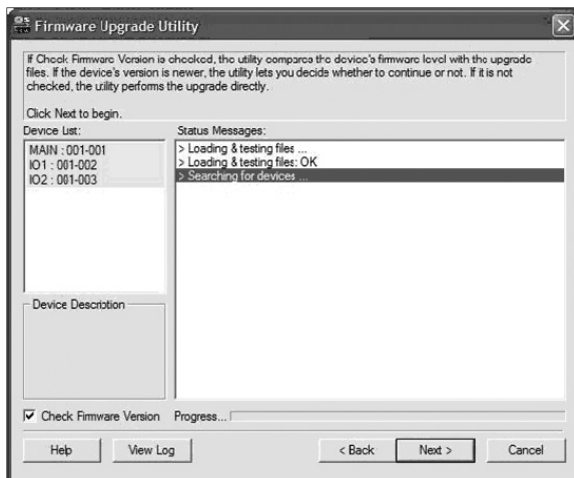 Firmware Upgrade Utility
If Check Firmware Version is checked, the utility compares the device's firmware level with the upgrade
files. If the device's version is newer, the utility lets you decide whether to continue or not. If it is not
checked, the utility performs the upgrade directly.
Click Next to begin.
Device List:
MAIN : 001-001
IO1 : 001-002
IO2 : 001-003
Status Messages:
> Loading & testing files ...
> Loading & testing files: OK
> Searching for devices ...
Device Description
Check Firmware Version
Progress...
Help
View Log
< Back
Next >
Cancel